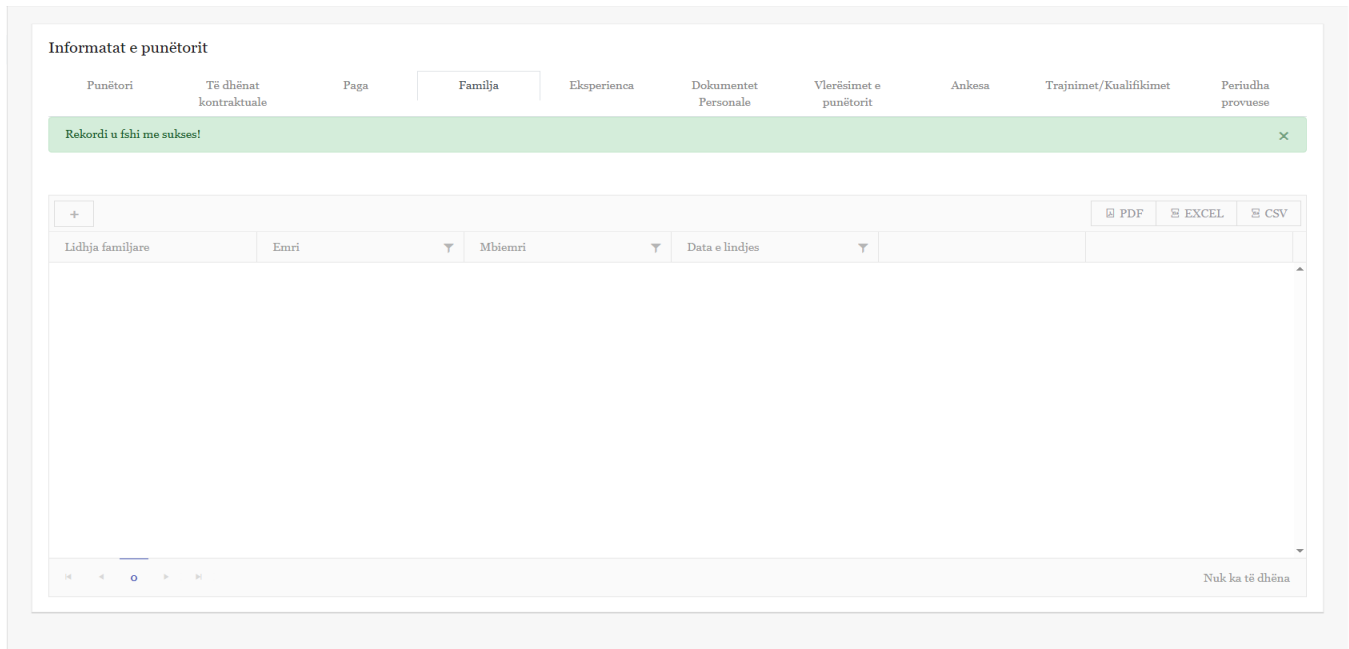 Informatat e punëtorit
Punëtori
Të dhënat
kontraktuale
Paga
Familja
Eksperienca
Dokumentet
Personale
Vlerësimet e
punëtorit
Ankesa
Trajnimet/Kualifikimet
Periudha
provuese
Rekordi u fshi me sukses!
×
+
PDF
EXCEL
CSV
Lidhja familjare
Emri
Mbiemri
Data e lindjes
0
Nuk ka të dhëna